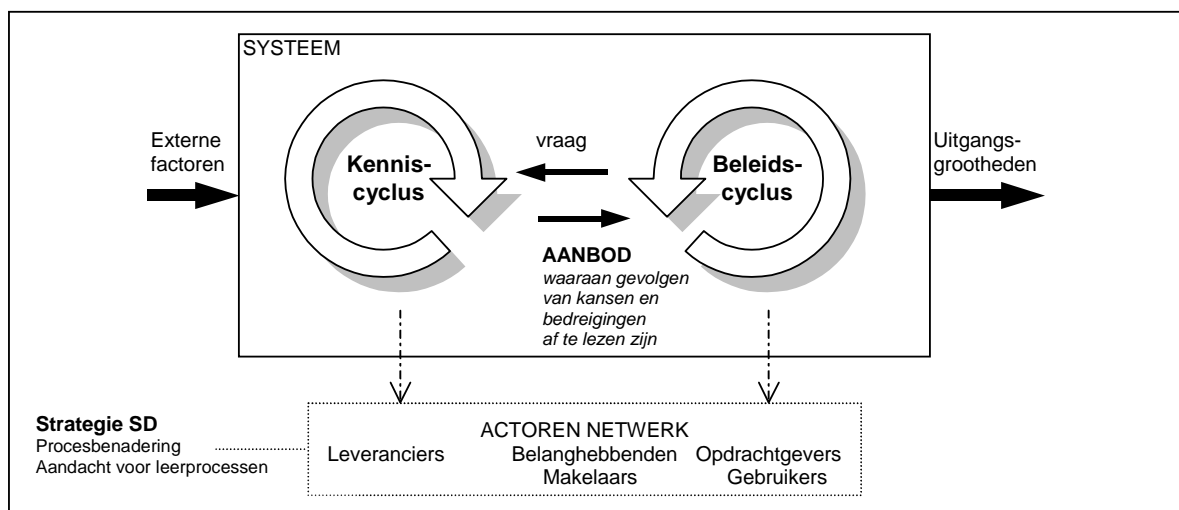 SYSTEEM
Externe
factoren
Kennis-
cyclus
vraag
Beleids-
cyclus
Uitgangs-
grootheden
AANBOD
waaraan gevolgen
van kansen en
bedreigingen
af te lezen zijn
Strategie SD
Procesbenadering
Aandacht voor leerprocessen
ACTOREN NETWERK
Leveranciers
Belanghebbenden
Makelaars
Opdrachtgevers
Gebruikers